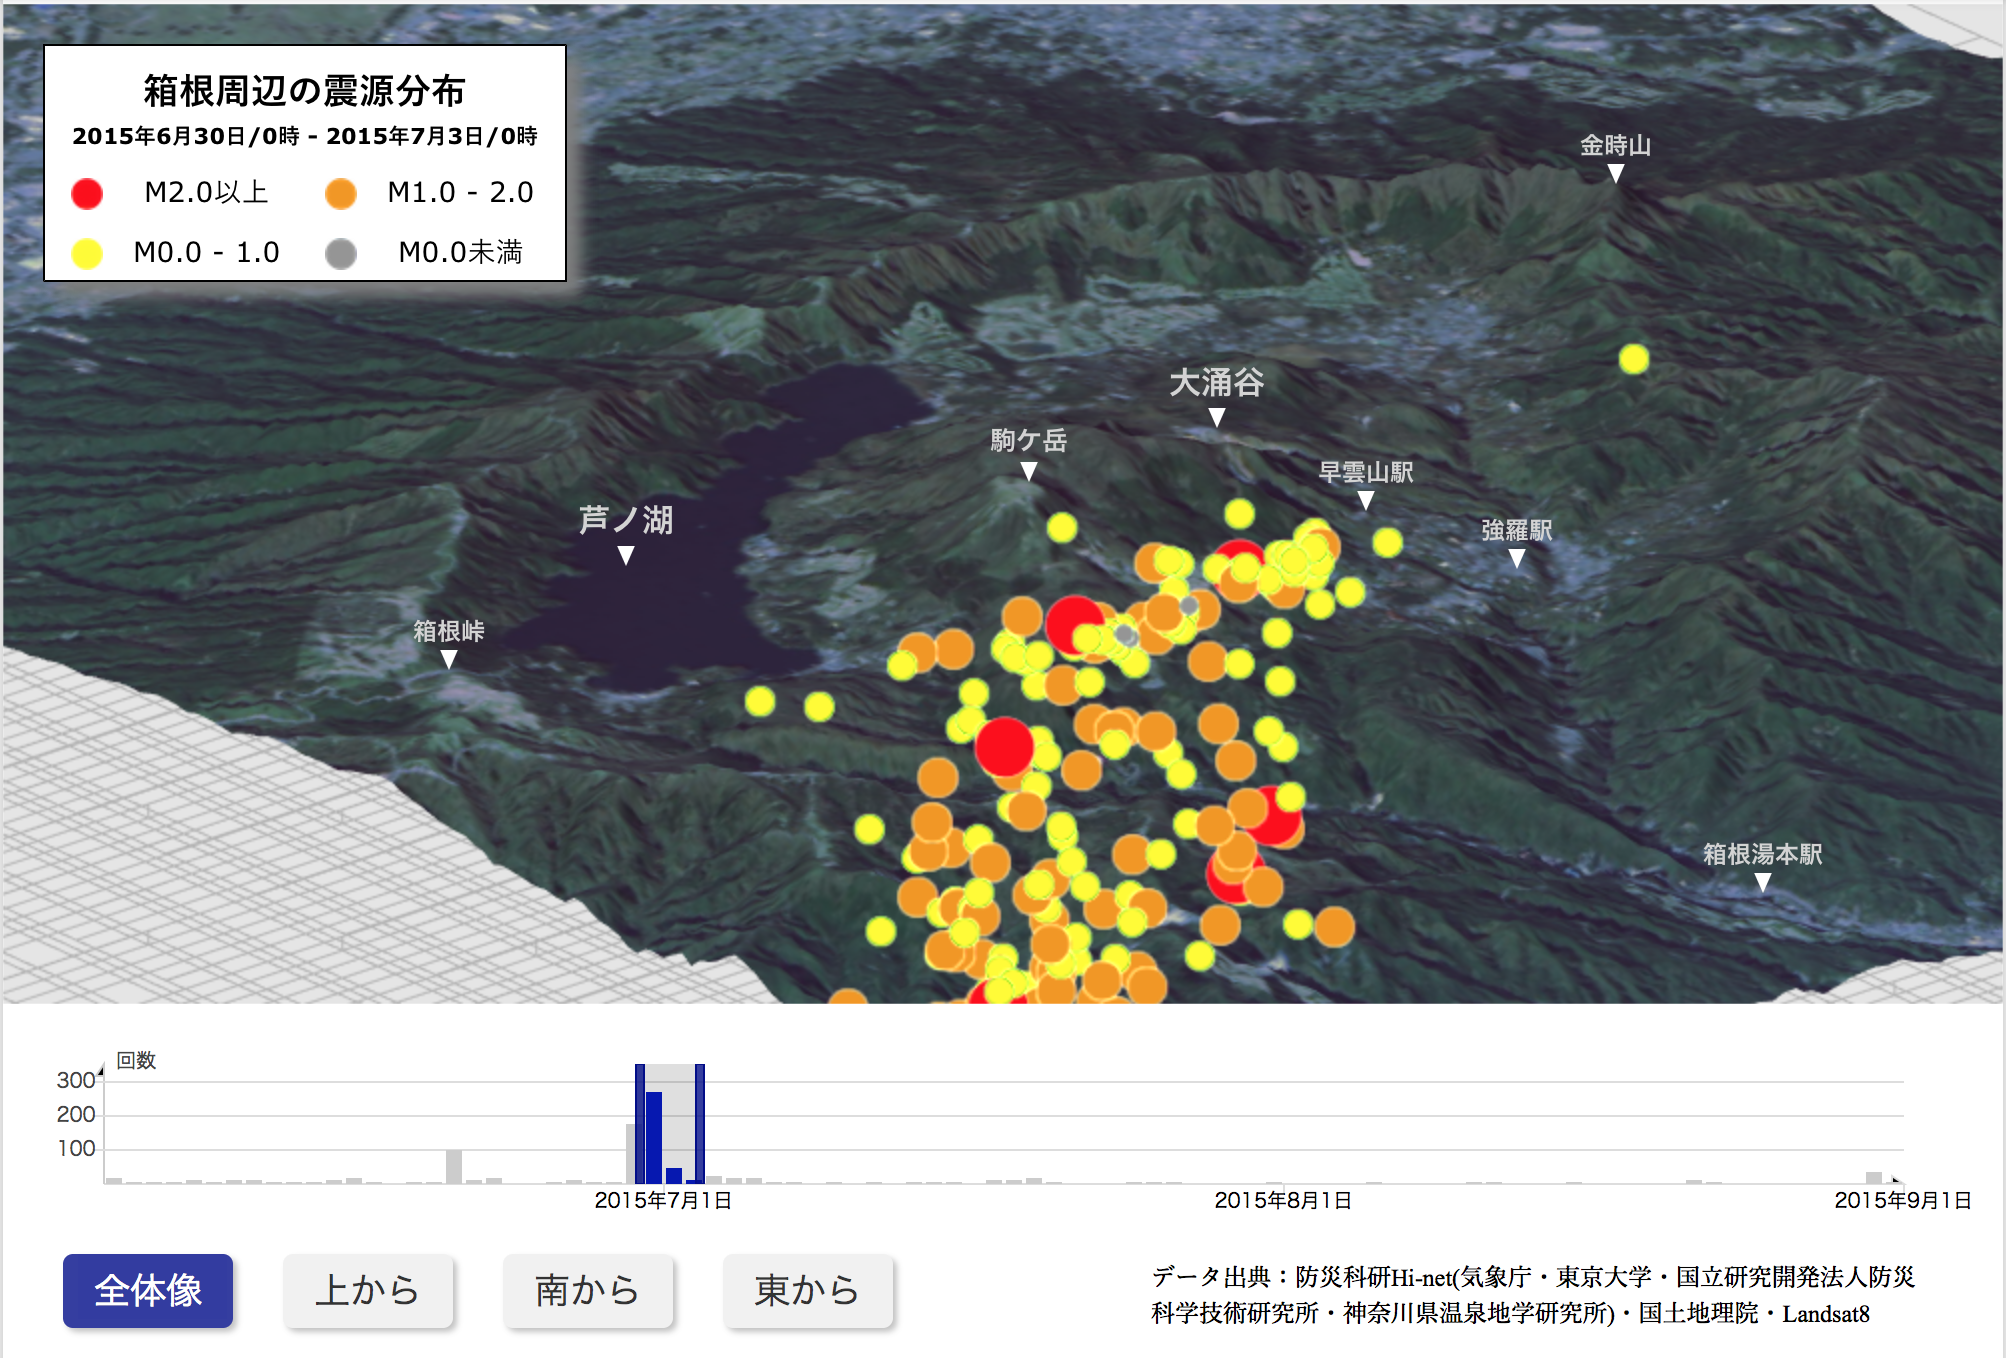 箱根周辺の震源分布
2015年6月30日/0時 - 2015年7月3日/0時
M2.0以上 M1.0 - 2.0
M0.0 - 1.0 M0.0未満
金時山
大涌谷
駒ケ岳
早雲山駅
芦ノ湖
強羅駅
箱根峠
箱根湯本駅
回数
300
200
100
2015年7月1日 2015年8月1日 2015年9月1日
全体像 上から 南から 東から
データ出典：防災科研Hi-net(気象庁・東京大学・国立研究開発法人防災
科学技術研究所・神奈川県温泉地学研究所)・国土地理院・Landsat8